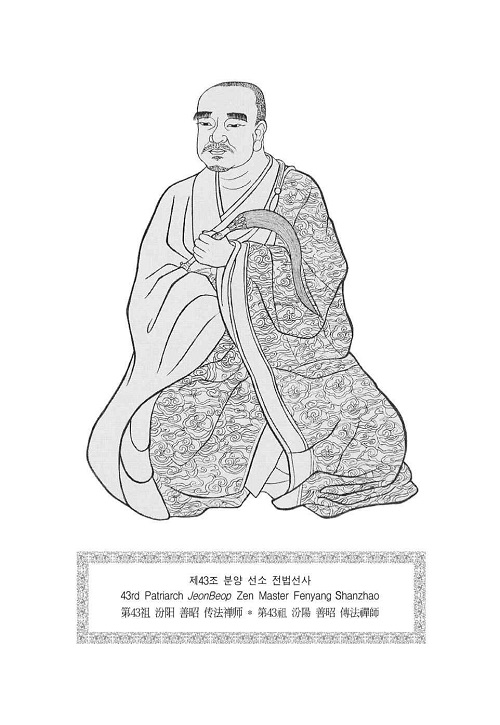 제43조 분양 선소 전법선사
43rd Patriarch JeonBeop Zen Master Fenyang Shanzhao
第43祖 汾阳 善昭 传法禅师 * 第43祖 汾陽 善昭 傳法禪師